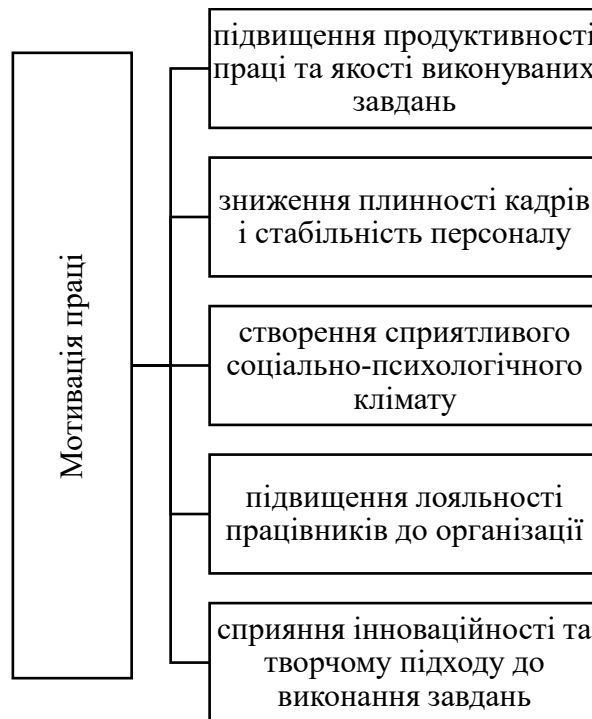 Мотивація праці
підвищення продуктивності
праці та якості виконуваних
завдань
зниження плинності кадрів
і стабільність персоналу
створення сприятливого
соціально-психологічного
клімату
підвищення лояльності
працівників до організації
сприяння інноваційності та
творчому підходу до
виконання завдань